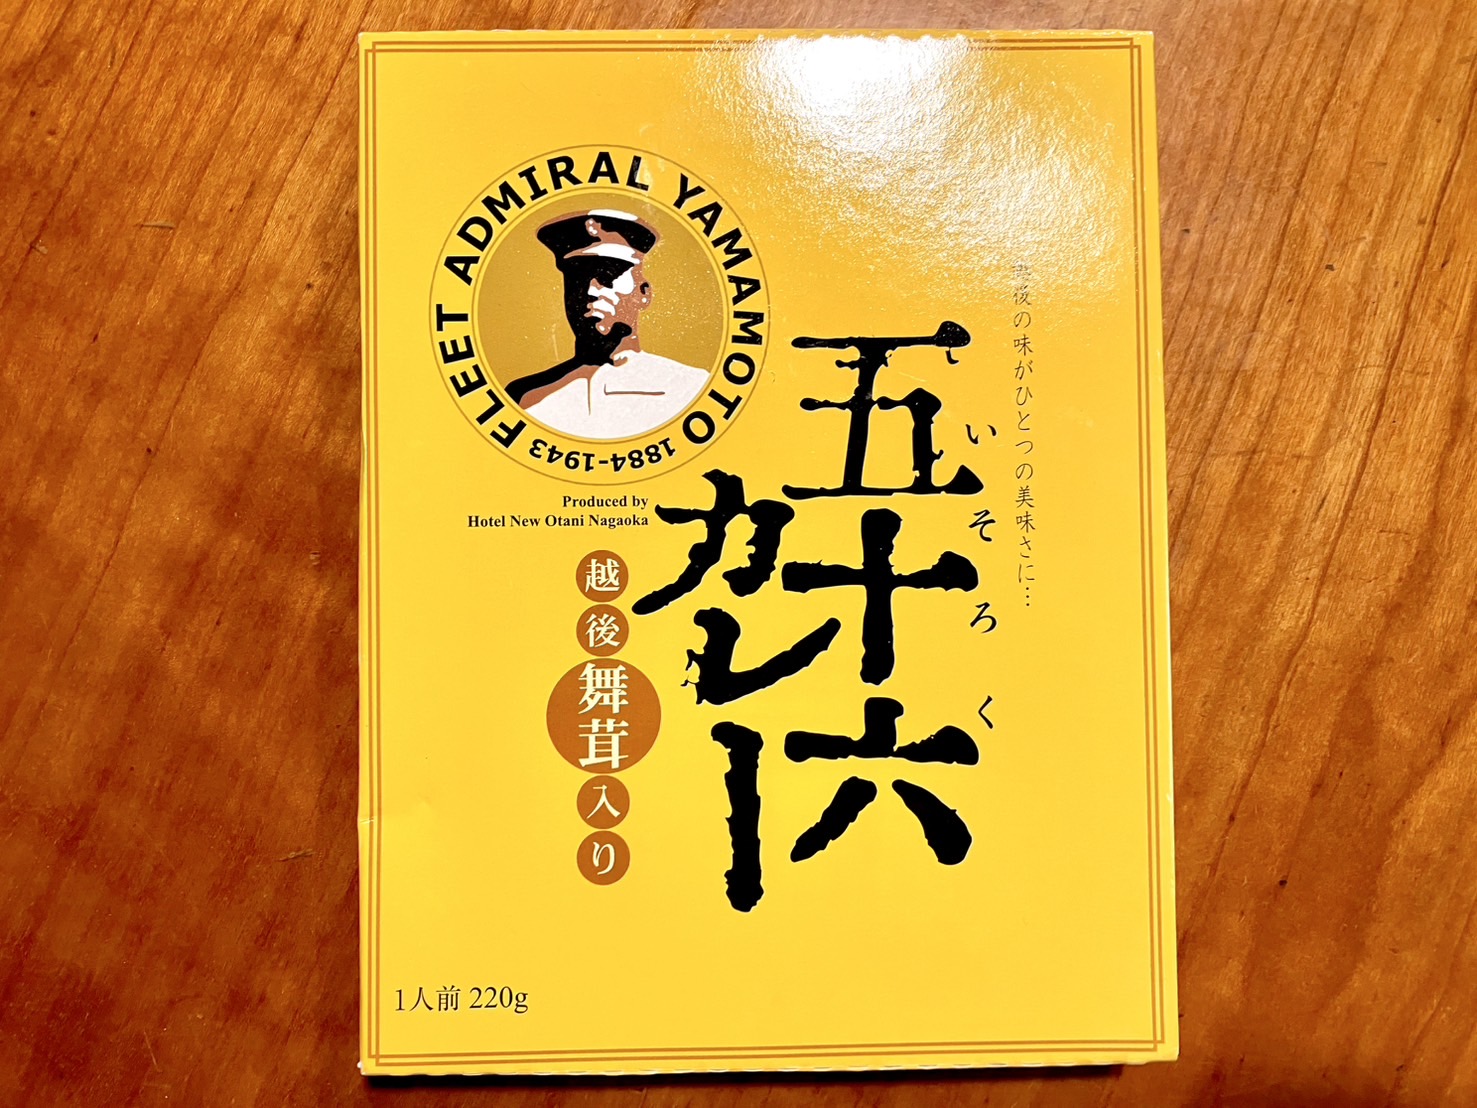 FLEET ADMIRAL YAMAMOTO
1884-1943
Produced by
Hotel New Otani Nagaoka
後の味がひとつの美味さに…
五十六
いそろく
カレー
越後舞茸入り
1人前 220g